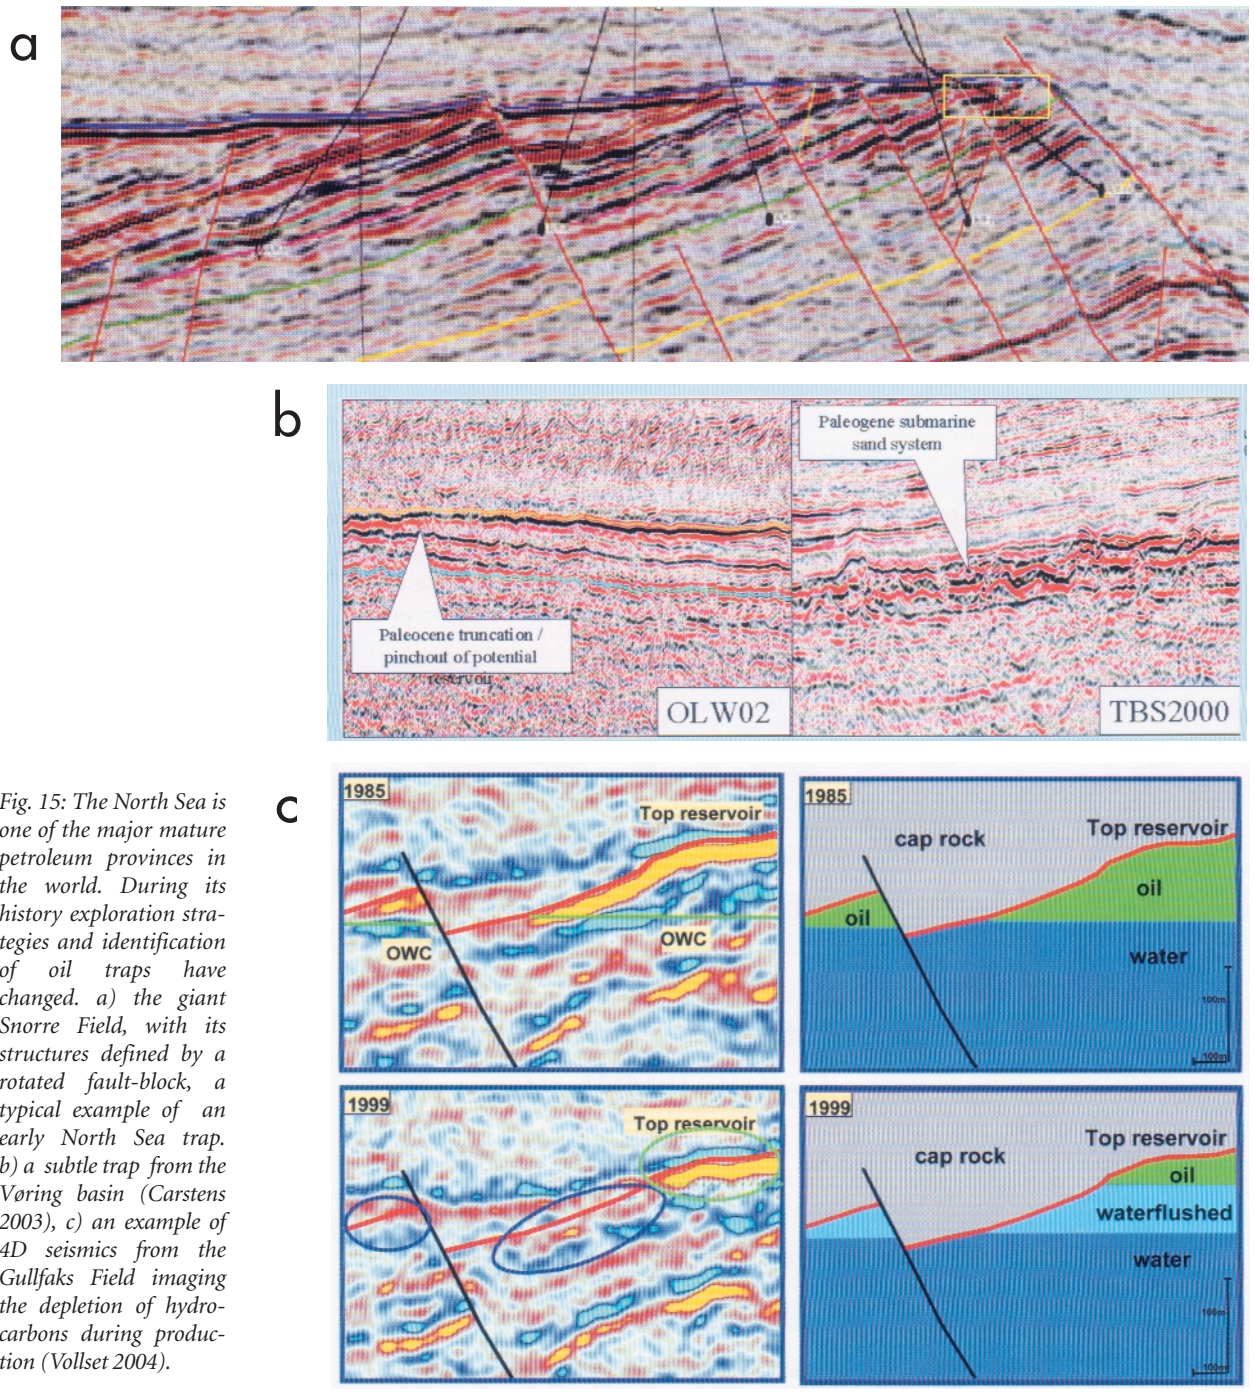 a
b
Paleogene submarine
sand system
Paleocene truncation /
pinchout of potential
reservoir
OLW02
TBS2000
Fig. 15: The North Sea is
one of the major mature
petroleum provinces in
the world. During its
history exploration stra-
tegies and identification
of oil traps have
changed. a) the giant
Snorre Field, with its
structures defined by a
rotated fault-block, a
typical example of an
early North Sea trap.
b) a subtle trap from the
Vøring basin (Carstens
2003), c) an example of
4D seismics from the
Gullfaks Field imaging
the depletion of hydro-
carbons during produc-
tion (Vollset 2004).
c
1985
Top reservoir
OWC
OWC
1985
cap rock
Top reservoir
oil
oil
water
100m
100m
1999
Top reservoir
1999
cap rock
Top reservoir
oil
waterflushed
water
100m
100m